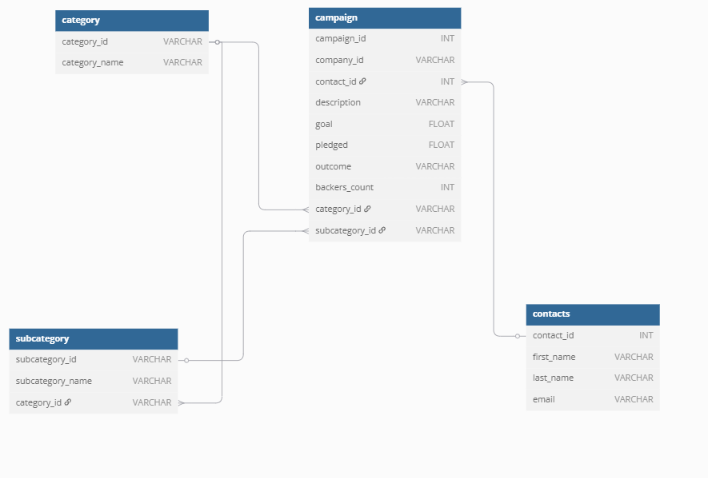 category
category_id VARCHAR
category_name VARCHAR
campaign
campaign_id INT
company_id VARCHAR
contact_id INT
description VARCHAR
goal FLOAT
pledged FLOAT
outcome VARCHAR
backers_count INT
category_id VARCHAR
subcategory_id VARCHAR
subcategory
subcategory_id VARCHAR
subcategory_name VARCHAR
category_id VARCHAR
contacts
contact_id INT
first_name VARCHAR
last_name VARCHAR
email VARCHAR